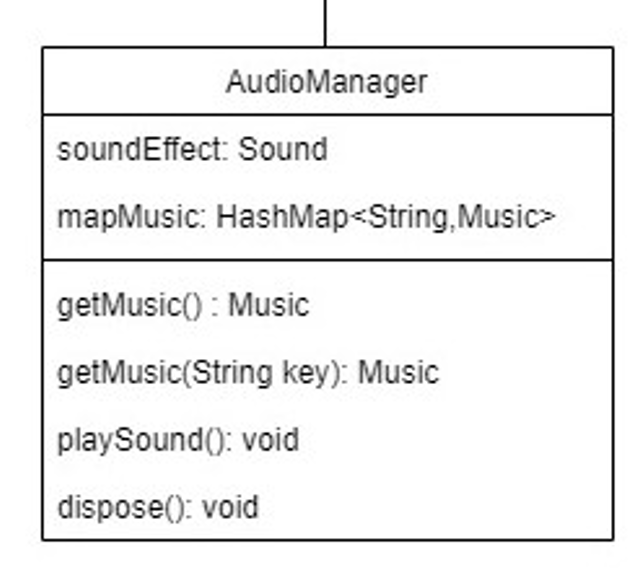 AudioManager
soundEffect: Sound
mapMusic: HashMap<String,Music>
getMusic() : Music
getMusic(String key): Music
playSound(): void
dispose(): void